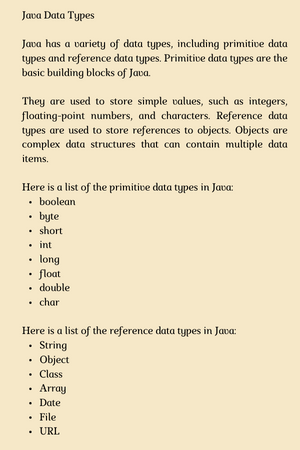 Java Data Types
Java has a variety of data types, including primitive data
types and reference data types. Primitive data types are the
basic building blocks of Java.
They are used to store simple values, such as integers,
floating-point numbers, and characters. Reference data
types are used to store references to objects. Objects are
complex data structures that can contain multiple data
items.
Here is a list of the primitive data types in Java:
• boolean
• byte
• short
• int
• long
• float
• double
• char
Here is a list of the reference data types in Java:
• String
• Object
• Class
• Array
• Date
• File
• URL